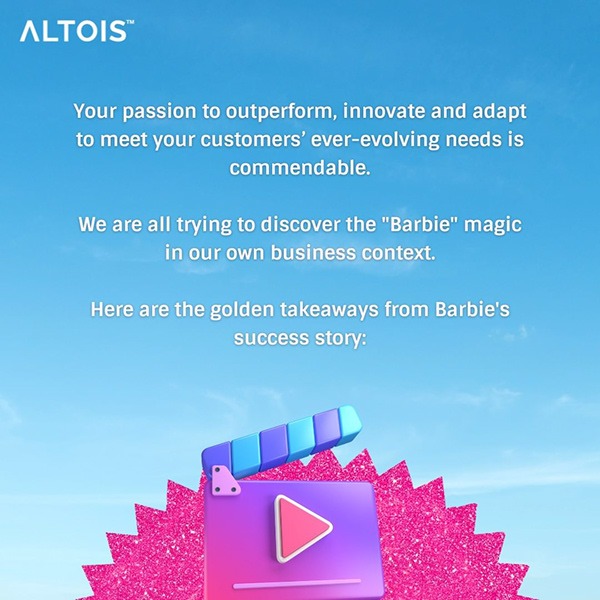 ALTOIS™
Your passion to outperform, innovate and adapt
to meet your customers’ ever-evolving needs is
commendable.
We are all trying to discover the "Barbie" magic
in our own business context.
Here are the golden takeaways from Barbie's
success story: